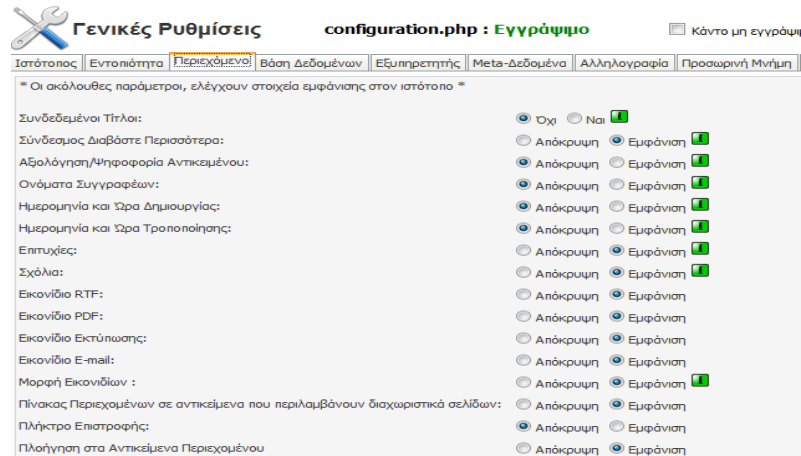 Γενικές Ρυθμίσεις configuration.php : Εγγράψιμο Κάντο μη εγγράψι
Ιστότοπος Εντοπιότητα Περιεχόμενο Βάση Δεδομένων Εξυπηρετητής Meta-Δεδομένα Αλληλογραφία Προσωρινή Μνήμη
* Οι ακόλουθες παράμετροι, ελέγχουν στοιχεία εμφάνισης στον ιστότοπο *
Συνδεδεμένοι Τίτλοι: Όχι Ναι
Σύνδεσμος Διαβάστε Περισσότερα: Απόκρυψη Εμφάνιση
Αξιολόγηση/Ψηφοφορία Αντικειμένου: Απόκρυψη Εμφάνιση
Ονόματα Συγγραφέων: Απόκρυψη Εμφάνιση
Ημερομηνία και Ώρα Δημιουργίας: Απόκρυψη Εμφάνιση
Ημερομηνία και Ώρα Τροποποίησης: Απόκρυψη Εμφάνιση
Επιτυχίες: Απόκρυψη Εμφάνιση
Σχόλια: Απόκρυψη Εμφάνιση
Εικονίδιο RTF: Απόκρυψη Εμφάνιση
Εικονίδιο PDF: Απόκρυψη Εμφάνιση
Εικονίδιο Εκτύπωσης: Απόκρυψη Εμφάνιση
Εικονίδιο E-mail: Απόκρυψη Εμφάνιση
Μορφή Εικονιδίων : Απόκρυψη Εμφάνιση
Πίνακας Περιεχομένων σε αντικείμενα που περιλαμβάνουν διαχωριστικά σελίδων: Απόκρυψη Εμφάνιση
Πλήκτρο Επιστροφής: Απόκρυψη Εμφάνιση
Πλοήγηση στα Αντικείμενα Περιεχομένου Απόκρυψη Εμφάνιση